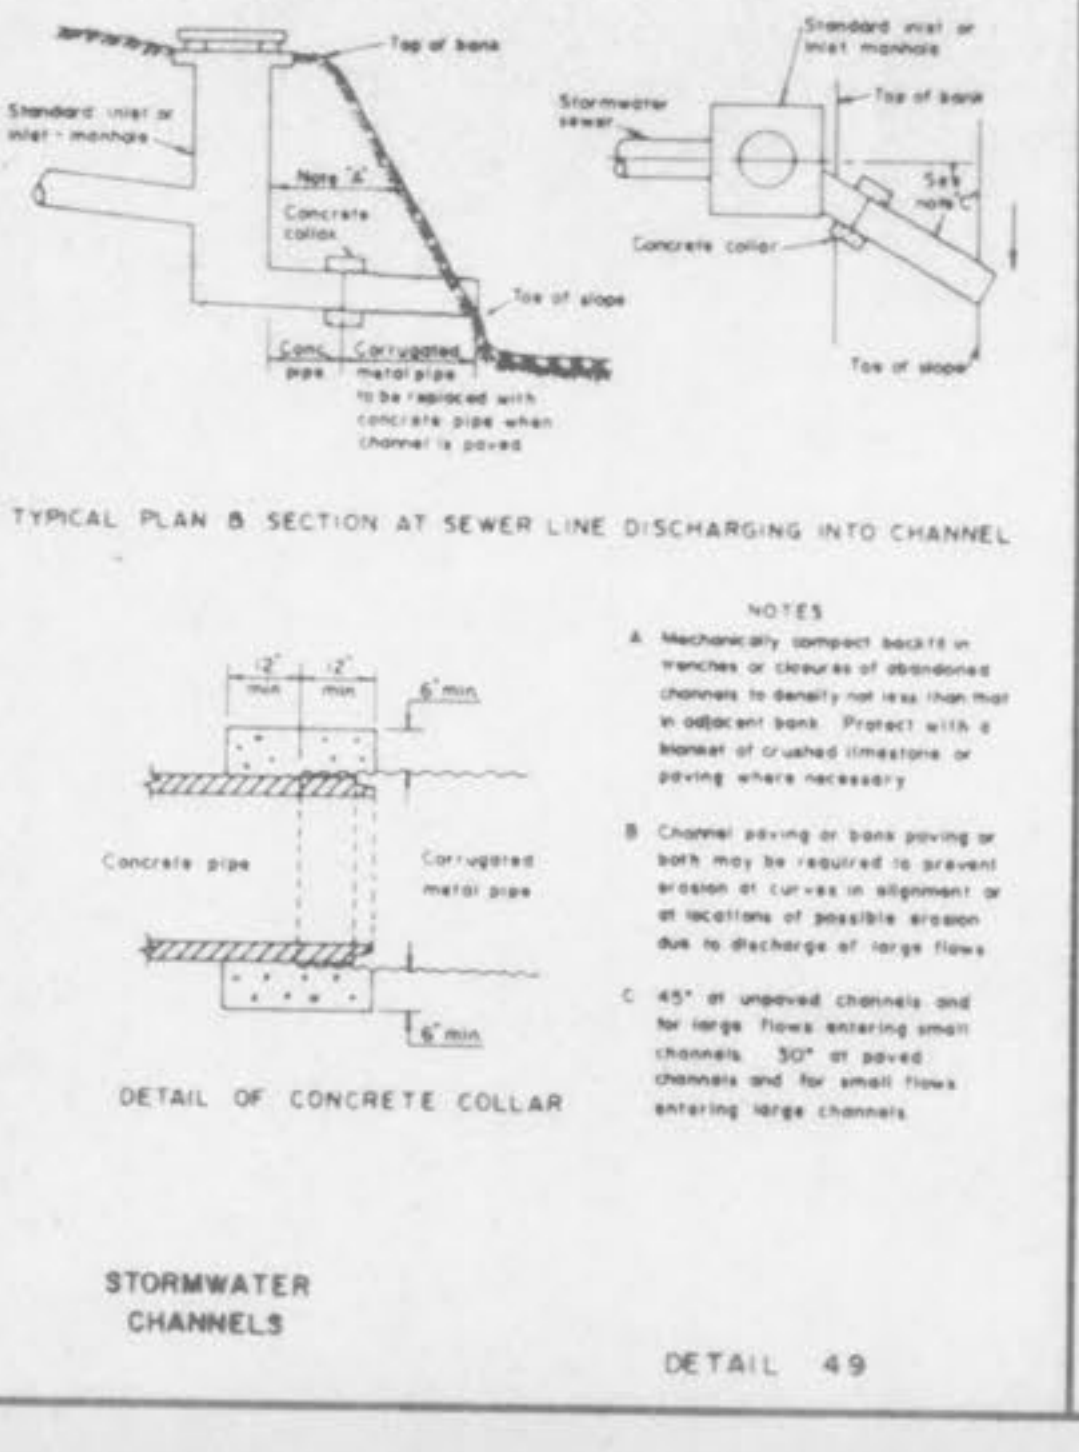 Top of bank
Standard inlet or
inlet-manhole
Note "A"
Concrete
collar
Toe of slope
Conc.
pipe
Corrugated
metal pipe
to be replaced with
concrete pipe when
channel is paved
Standard inlet or
inlet manhole
Stormwater
sewer
Top of bank
See
note "C"
Concrete collar
Toe of slope
TYPICAL PLAN & SECTION AT SEWER LINE DISCHARGING INTO CHANNEL
12" 12"
min. min.
6" min.
Concrete pipe
Corrugated
metal pipe
6" min.
DETAIL OF CONCRETE COLLAR
NOTES
A Mechanically compact backfill in
trenches or closures of abandoned
channels to density not less than that
in adjacent bank. Protect with a
blanket of crushed limestone or
paving where necessary
B Channel paving or bank paving or
both may be required to prevent
erosion at curves in alignment or
at locations of possible erosion
due to discharge of large flows
C 45° at unpaved channels and
for large flows entering small
channels. 30° at paved
channels and for small flows
entering large channels
STORMWATER
CHANNELS
DETAIL 49